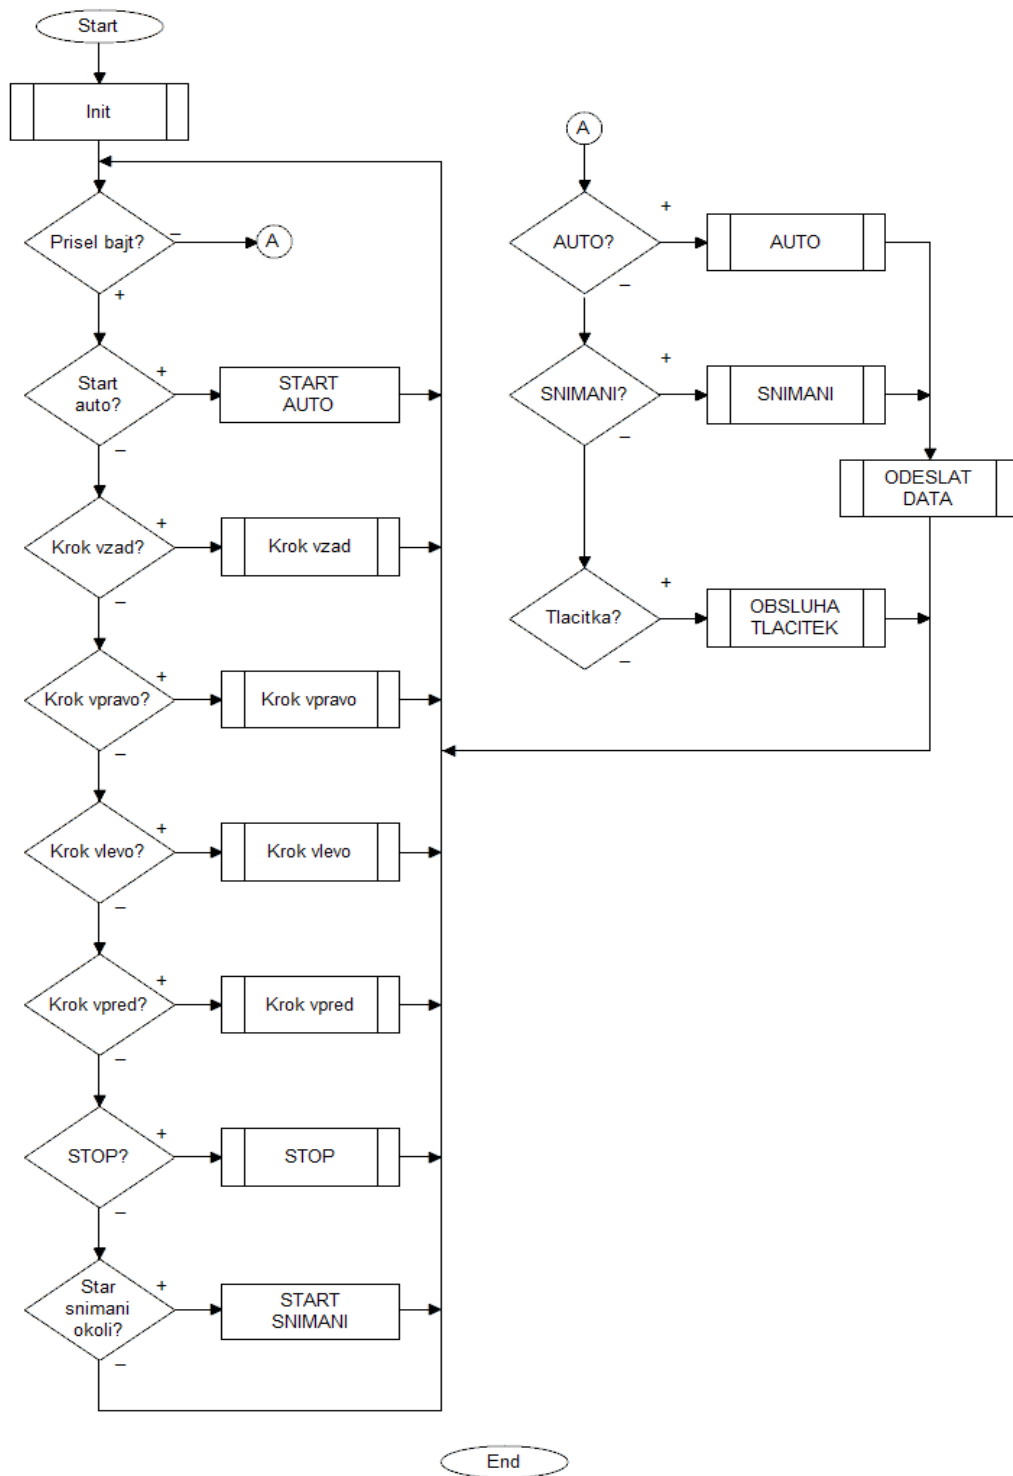 Start
Init
Prisel bajt?
–
A
+
Start
auto?
+
START
AUTO
–
Krok vzad?
+
Krok vzad
–
Krok vpravo?
+
Krok vpravo
–
Krok vlevo?
+
Krok vlevo
–
Krok vpred?
+
Krok vpred
–
STOP?
+
STOP
–
Star
snimani
okoli?
+
START
SNIMANI
–
A
AUTO?
+
AUTO
–
SNIMANI?
+
SNIMANI
–
ODESLAT
DATA
Tlacitka?
+
OBSLUHA
TLACITEK
–
End